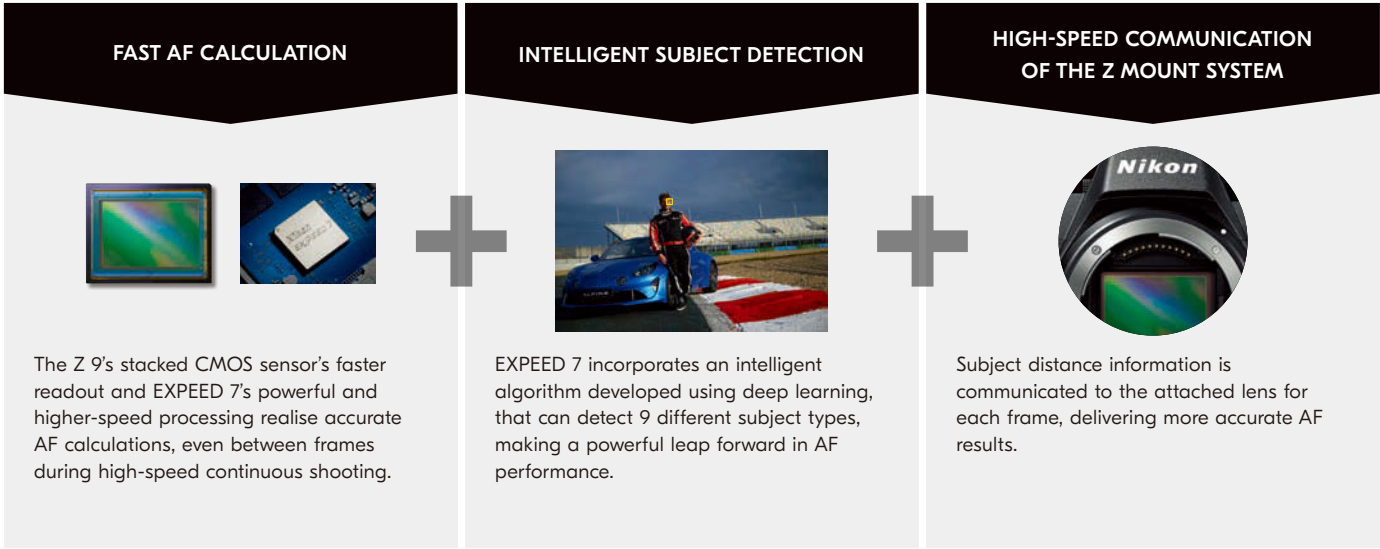 FAST AF CALCULATION
The Z 9’s stacked CMOS sensor’s faster
readout and EXPEED 7’s powerful and
higher-speed processing realise accurate
AF calculations, even between frames
during high-speed continuous shooting.
Nikon
EXPEED 7
INTELLIGENT SUBJECT DETECTION
ALPINE
EXPEED 7 incorporates an intelligent
algorithm developed using deep learning,
that can detect 9 different subject types,
making a powerful leap forward in AF
performance.
HIGH-SPEED COMMUNICATION
OF THE Z MOUNT SYSTEM
Nikon
Subject distance information is
communicated to the attached lens for
each frame, delivering more accurate AF
results.